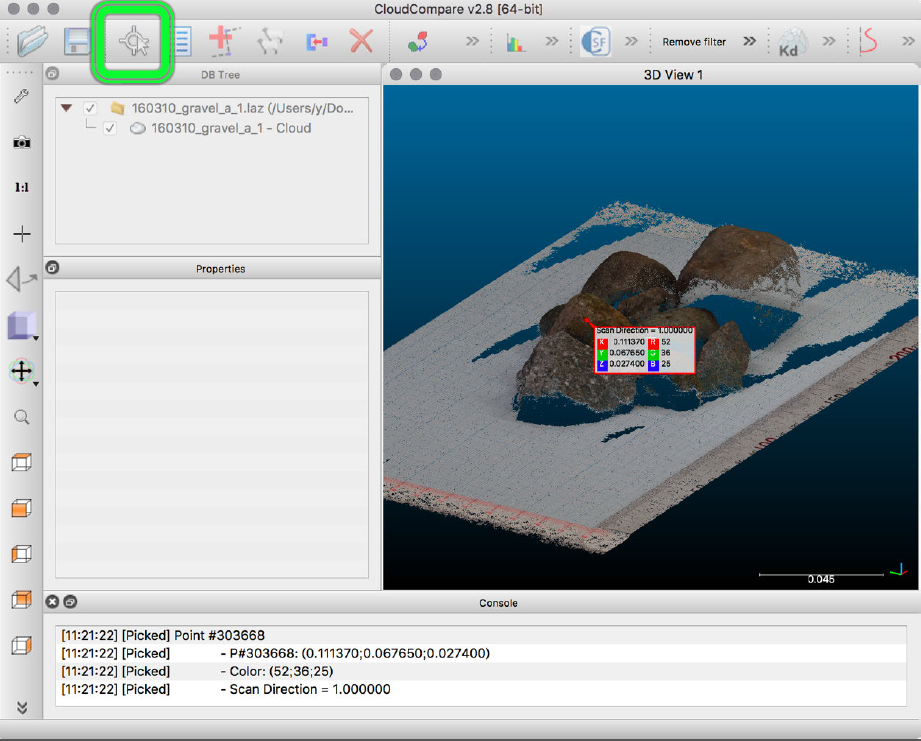 CloudCompare v2.8 [64-bit]
SF
Remove filter
Kd
DB Tree
3D View 1
160310_gravel_a_1.laz (/Users/y/Do...
160310_gravel_a_1 - Cloud
1:1
Properties
Scan Direction = 1.000000
X 0.111370 R 52
Y 0.067650 G 36
Z 0.027400 B 25
200
100
0.045
Console
[11:21:22] [Picked] Point #303668
[11:21:22] [Picked] - P#303668: (0.111370;0.067650;0.027400)
[11:21:22] [Picked] - Color: (52;36;25)
[11:21:22] [Picked] - Scan Direction = 1.000000